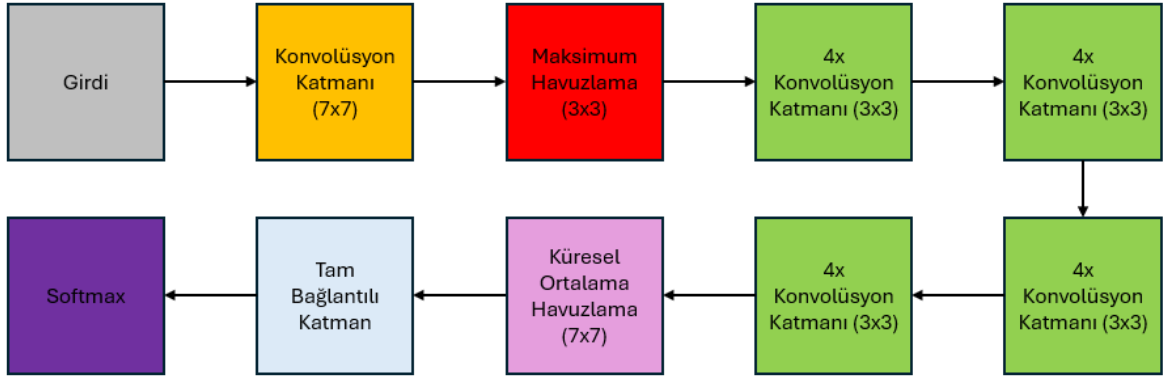 Girdi
Konvolüsyon
Katmanı
(7x7)
Maksimum
Havuzlama
(3x3)
4x
Konvolüsyon
Katmanı (3x3)
4x
Konvolüsyon
Katmanı (3x3)
Softmax
Tam
Bağlantılı
Katman
Küresel
Ortalama
Havuzlama
(7x7)
4x
Konvolüsyon
Katmanı (3x3)
4x
Konvolüsyon
Katmanı (3x3)